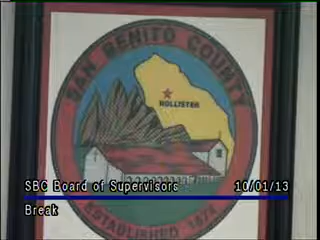 SAN BENITO COUNTY
HOLLISTER
SBC Board of Supervisors 10/01/13
Break
ESTABLISHED 1874